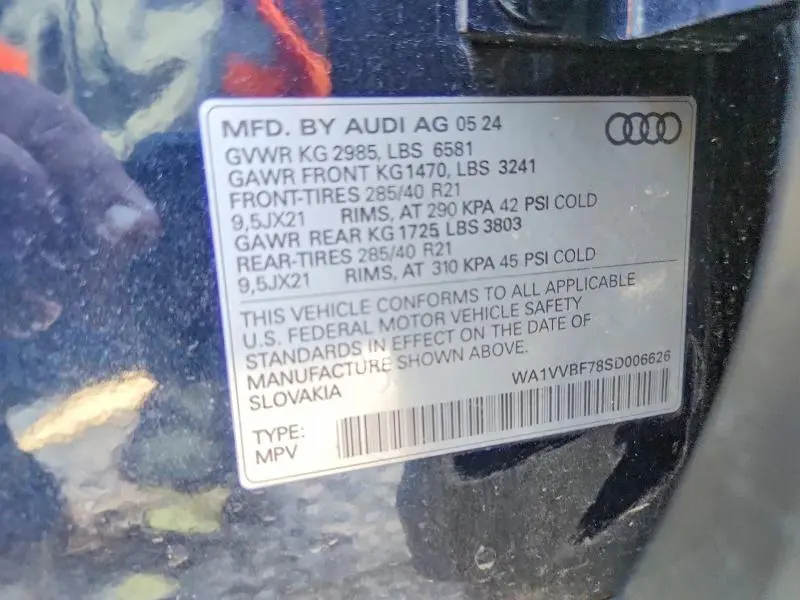 MFD. BY AUDI AG 05 24
GVWR KG 2985, LBS 6581
GAWR FRONT KG1470, LBS 3241
FRONT-TIRES 285/40 R21
9,5JX21 RIMS, AT 290 KPA 42 PSI COLD
GAWR REAR KG 1725 LBS 3803
REAR-TIRES 285/40 R21
9,5JX21 RIMS, AT 310 KPA 45 PSI COLD
THIS VEHICLE CONFORMS TO ALL APPLICABLE
U.S. FEDERAL MOTOR VEHICLE SAFETY
STANDARDS IN EFFECT ON THE DATE OF
MANUFACTURE SHOWN ABOVE.
SLOVAKIA WA1VVBF78SD006626
TYPE:
MPV